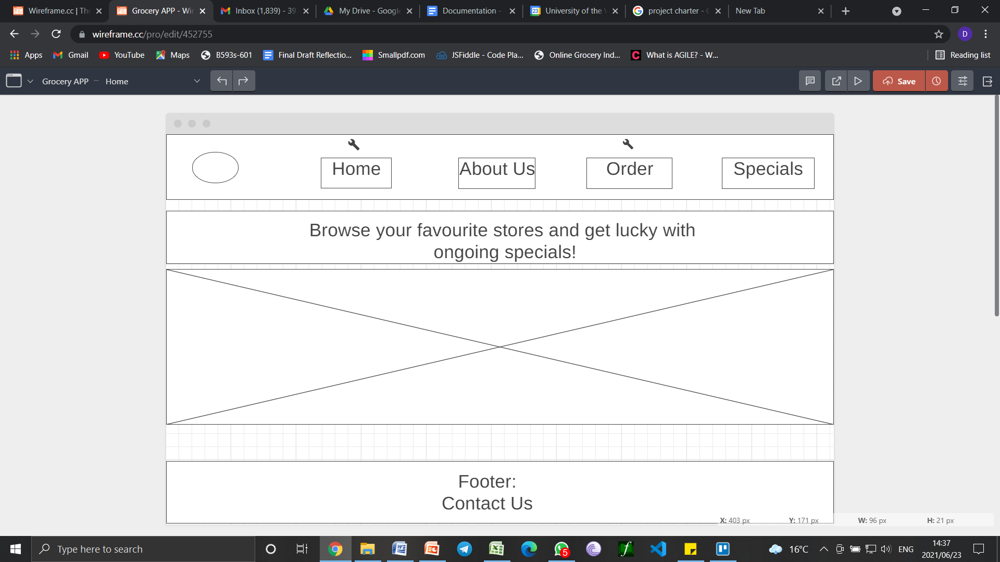 Wireframe.cc | The
Grocery APP - Wir
Inbox (1,839) - 39
My Drive - Google
Documentation -
University of the
project charter -
New Tab
wireframe.cc/pro/edit/452755
D
Apps
Gmail
YouTube
Maps
B593s-601
Final Draft Reflectio...
Smallpdf.com
JSFiddle - Code Pla...
Online Grocery Ind...
What is AGILE? - W...
Reading list
Grocery APP — Home
Save
Home
About Us
Order
Specials
Browse your favourite stores and get lucky with
ongoing specials!
Footer:
Contact Us
X: 403 px Y: 171 px W: 96 px H: 21 px
Type here to search
5
16°C
ENG
14:37
2021/06/23